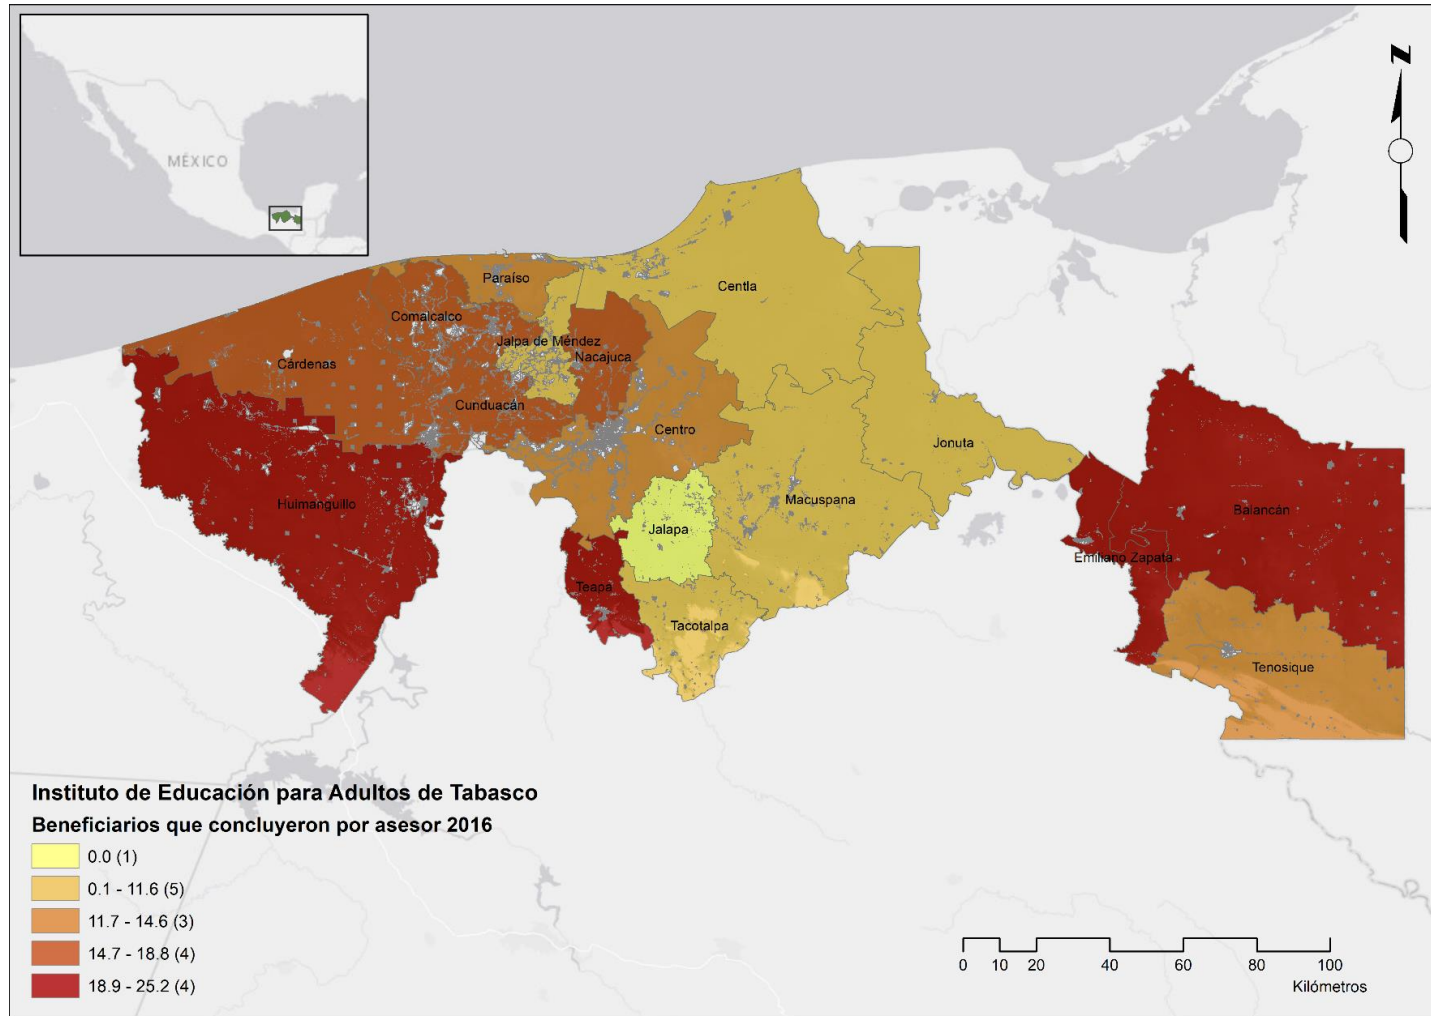 MÉXICO
N
Paraíso
Centla
Comalcalco
Jalpa de Méndez
Nacajuca
Cárdenas
Cunduacán
Centro
Jonuta
Macuspana
Huimanguillo
Balancán
Jalapa
Emiliano Zapata
Teapa
Tacotalpa
Tenosique
Instituto de Educación para Adultos de Tabasco
Beneficiarios que concluyeron por asesor 2016
0.0 (1)
0.1 - 11.6 (5)
11.7 - 14.6 (3)
14.7 - 18.8 (4)
18.9 - 25.2 (4)
0 10 20 40 60 80 100
Kilómetros